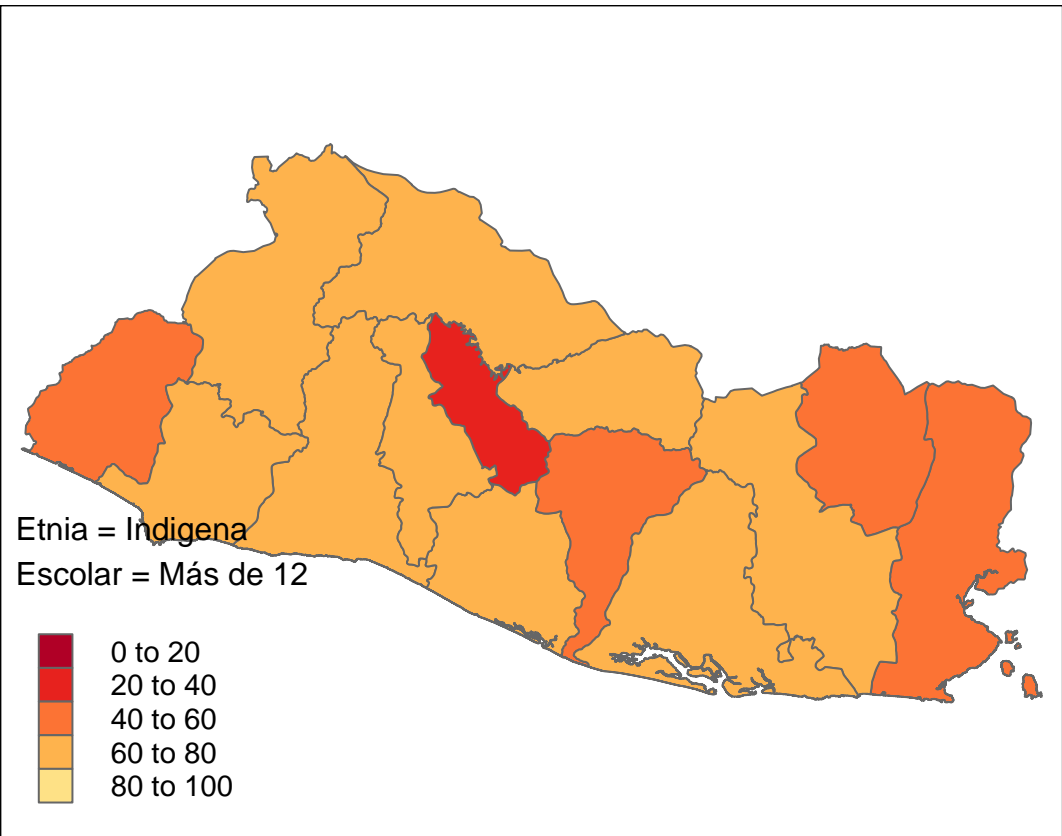 Etnia = Indigena
Escolar = Más de 12
0 to 20
20 to 40
40 to 60
60 to 80
80 to 100